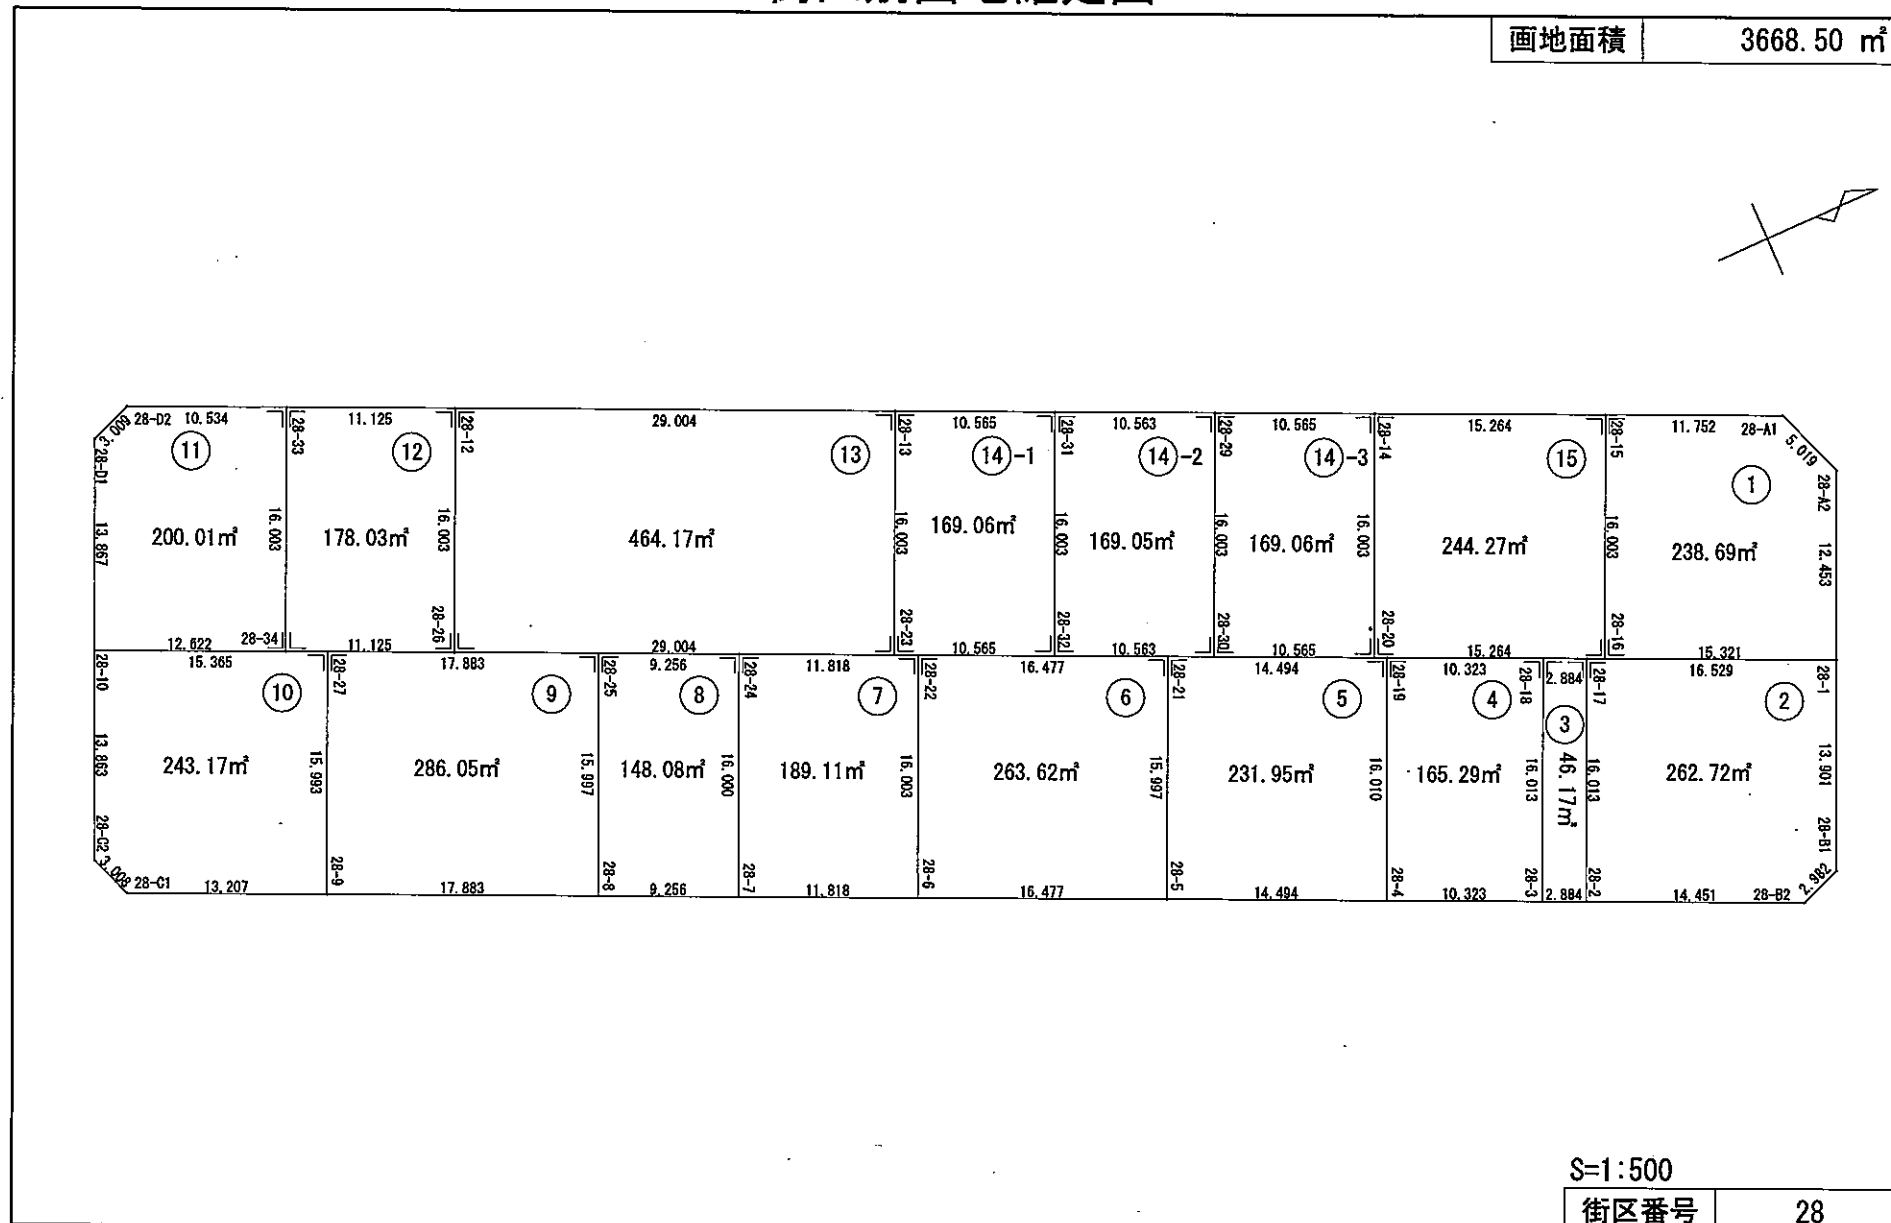 画地面積 3668.50 ㎡
3.009 28-D2 10.534 28-33 11.125 28-12 29.004 28-13 10.565 28-31 10.563 28-29 10.565 28-14 15.264 28-15 11.752 28-A1 5.019
⑪ ⑫ ⑬ ⑭-1 ⑭-2 ⑭-3 ⑮ ①
28-D1 28-A2
13.867 200.01㎡ 16.003 178.03㎡ 16.003 464.17㎡ 16.003 169.06㎡ 16.003 169.05㎡ 16.003 169.06㎡ 16.003 244.27㎡ 16.003 238.69㎡ 12.453
12.622 28-34 11.125 28-26 29.004 28-23 10.565 28-32 10.563 28-30 10.565 28-20 15.264 28-16 15.321
28-10 15.365 28-27 17.883 28-25 9.256 28-24 11.818 28-22 16.477 28-21 14.494 28-19 10.323 28-18 2.884 28-17 16.529 28-1
⑩ ⑨ ⑧ ⑦ ⑥ ⑤ ④ ③ ②
13.863 243.17㎡ 15.993 286.05㎡ 15.997 148.08㎡ 16.000 189.11㎡ 16.003 263.62㎡ 15.997 231.95㎡ 16.010 165.29㎡ 16.013 46.17㎡ 16.013 262.72㎡ 13.901
28-C2 3.008 28-C1 13.207 28-9 17.883 28-8 9.256 28-7 11.818 28-6 16.477 28-5 14.494 28-4 10.323 28-3 2.884 28-2 14.451 28-B2 2.982 28-B1
S=1:500
街区番号 28